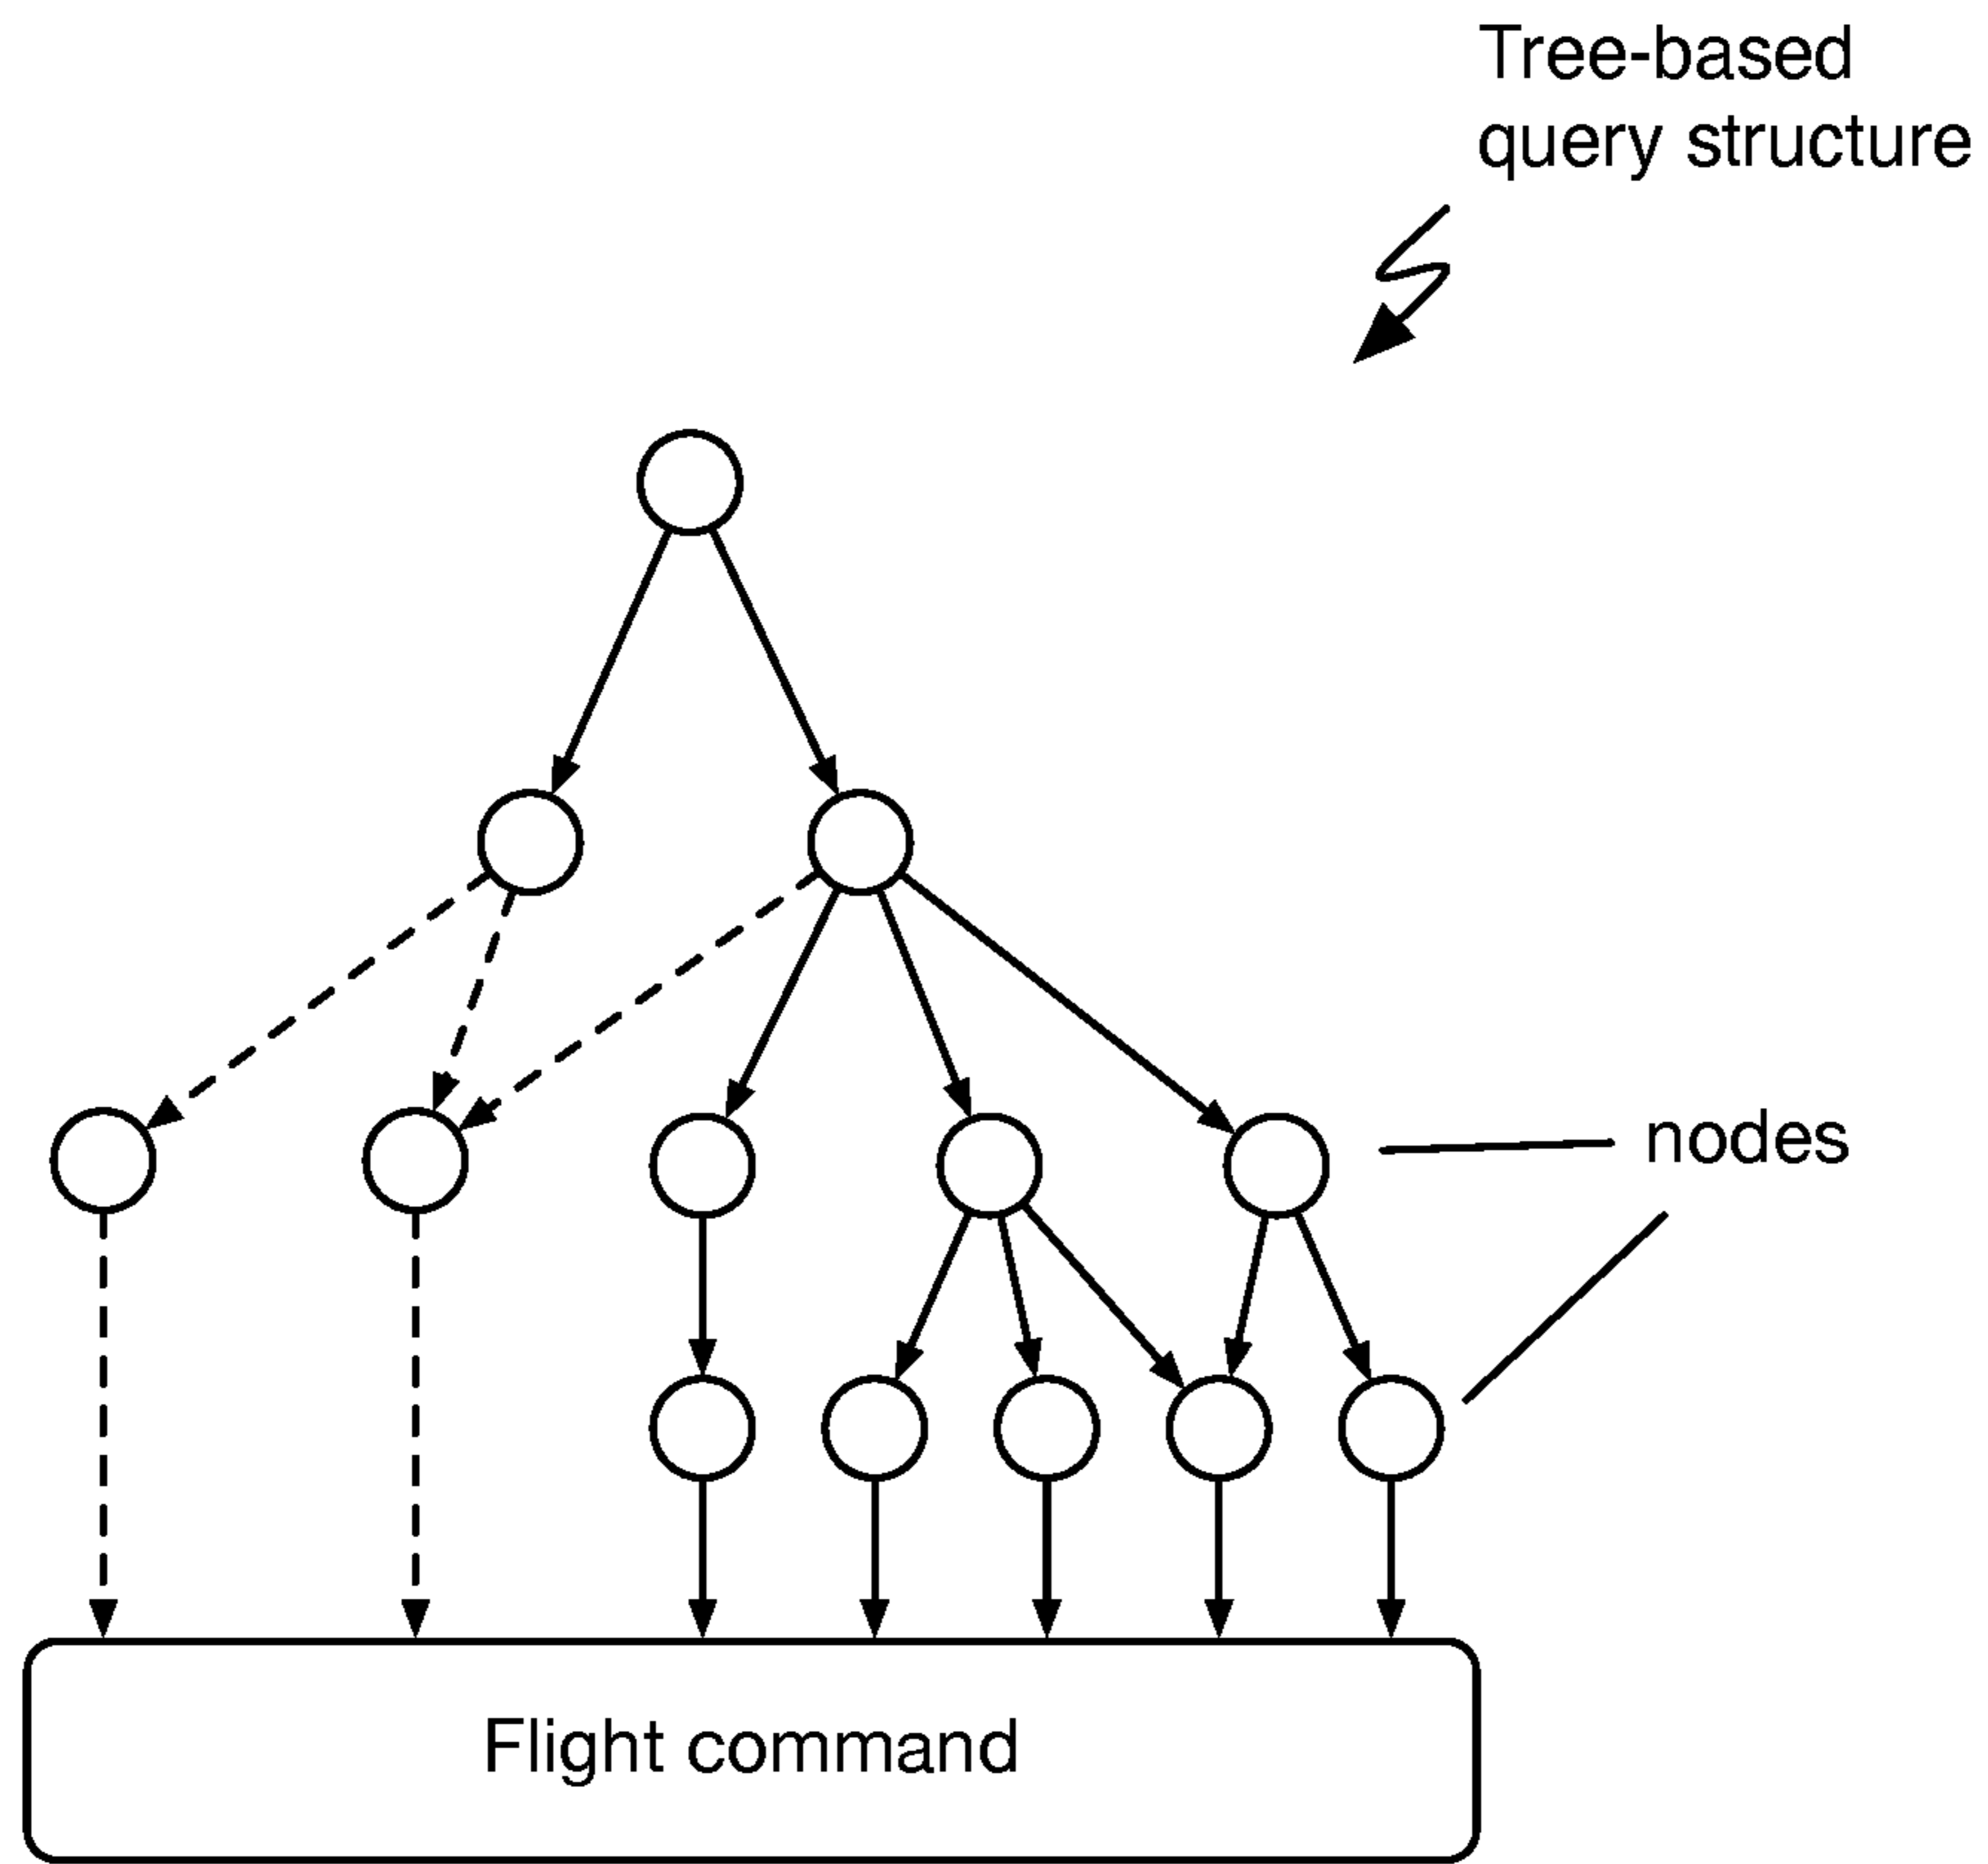 Tree-based
query structure
nodes
Flight command